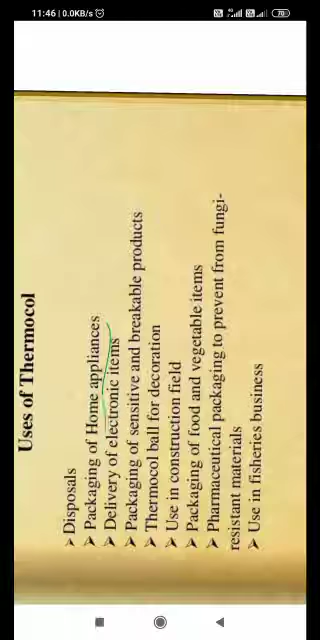 11:46 | 0.0KB/s
70
Uses of Thermocol
➤ Disposals
➤ Packaging of Home appliances
➤ Delivery of electronic items
➤ Packaging of sensitive and breakable products
➤ Thermocol ball for decoration
➤ Use in construction field
➤ Packaging of food and vegetable items
➤ Pharmaceutical packaging to prevent from fungi-
resistant materials
➤ Use in fisheries business